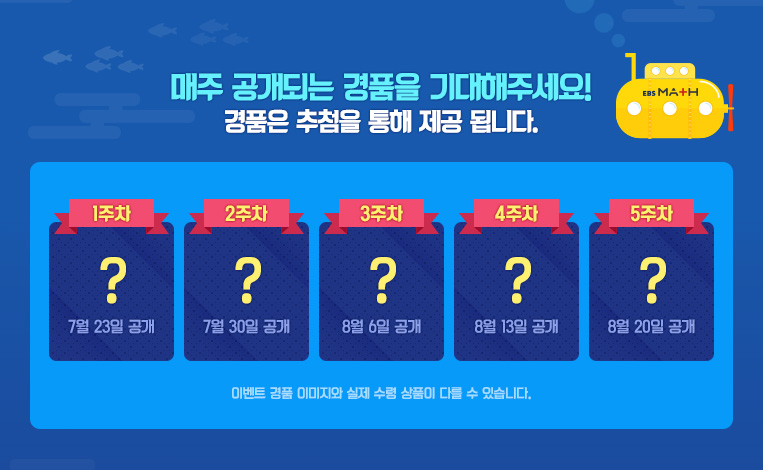 매주 공개되는 경품을 기대해주세요!
경품은 추첨을 통해 제공 됩니다.
EBS MATH
1주차
2주차
3주차
4주차
5주차
?
?
?
?
?
7월 23일 공개
7월 30일 공개
8월 6일 공개
8월 13일 공개
8월 20일 공개
이벤트 경품 이미지와 실제 수령 상품이 다를 수 있습니다.